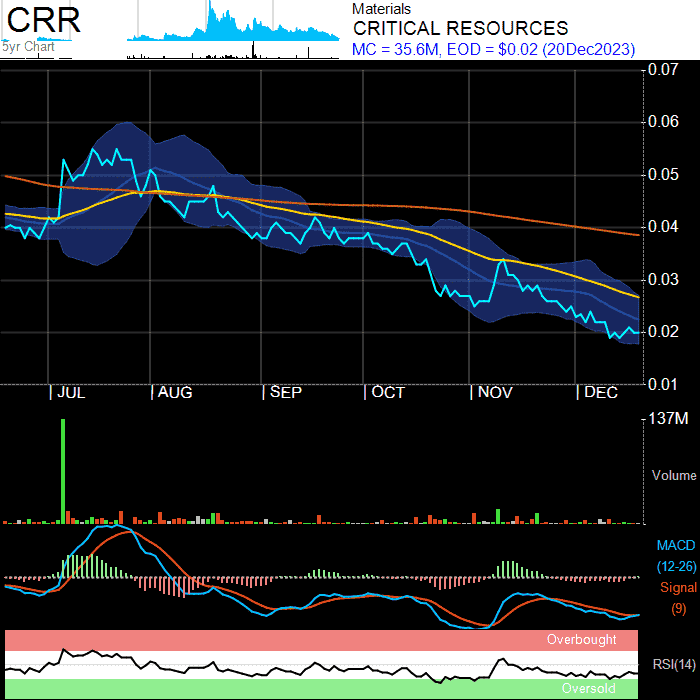 CRR
5yr Chart
Materials
CRITICAL RESOURCES
MC = 35.6M, EOD = $0.02 (20Dec2023)
0.07
0.06
0.05
0.04
0.03
0.02
0.01
JUL AUG SEP OCT NOV DEC
137M
Volume
MACD
(12-26)
Signal
(9)
Overbought
RSI(14)
Oversold